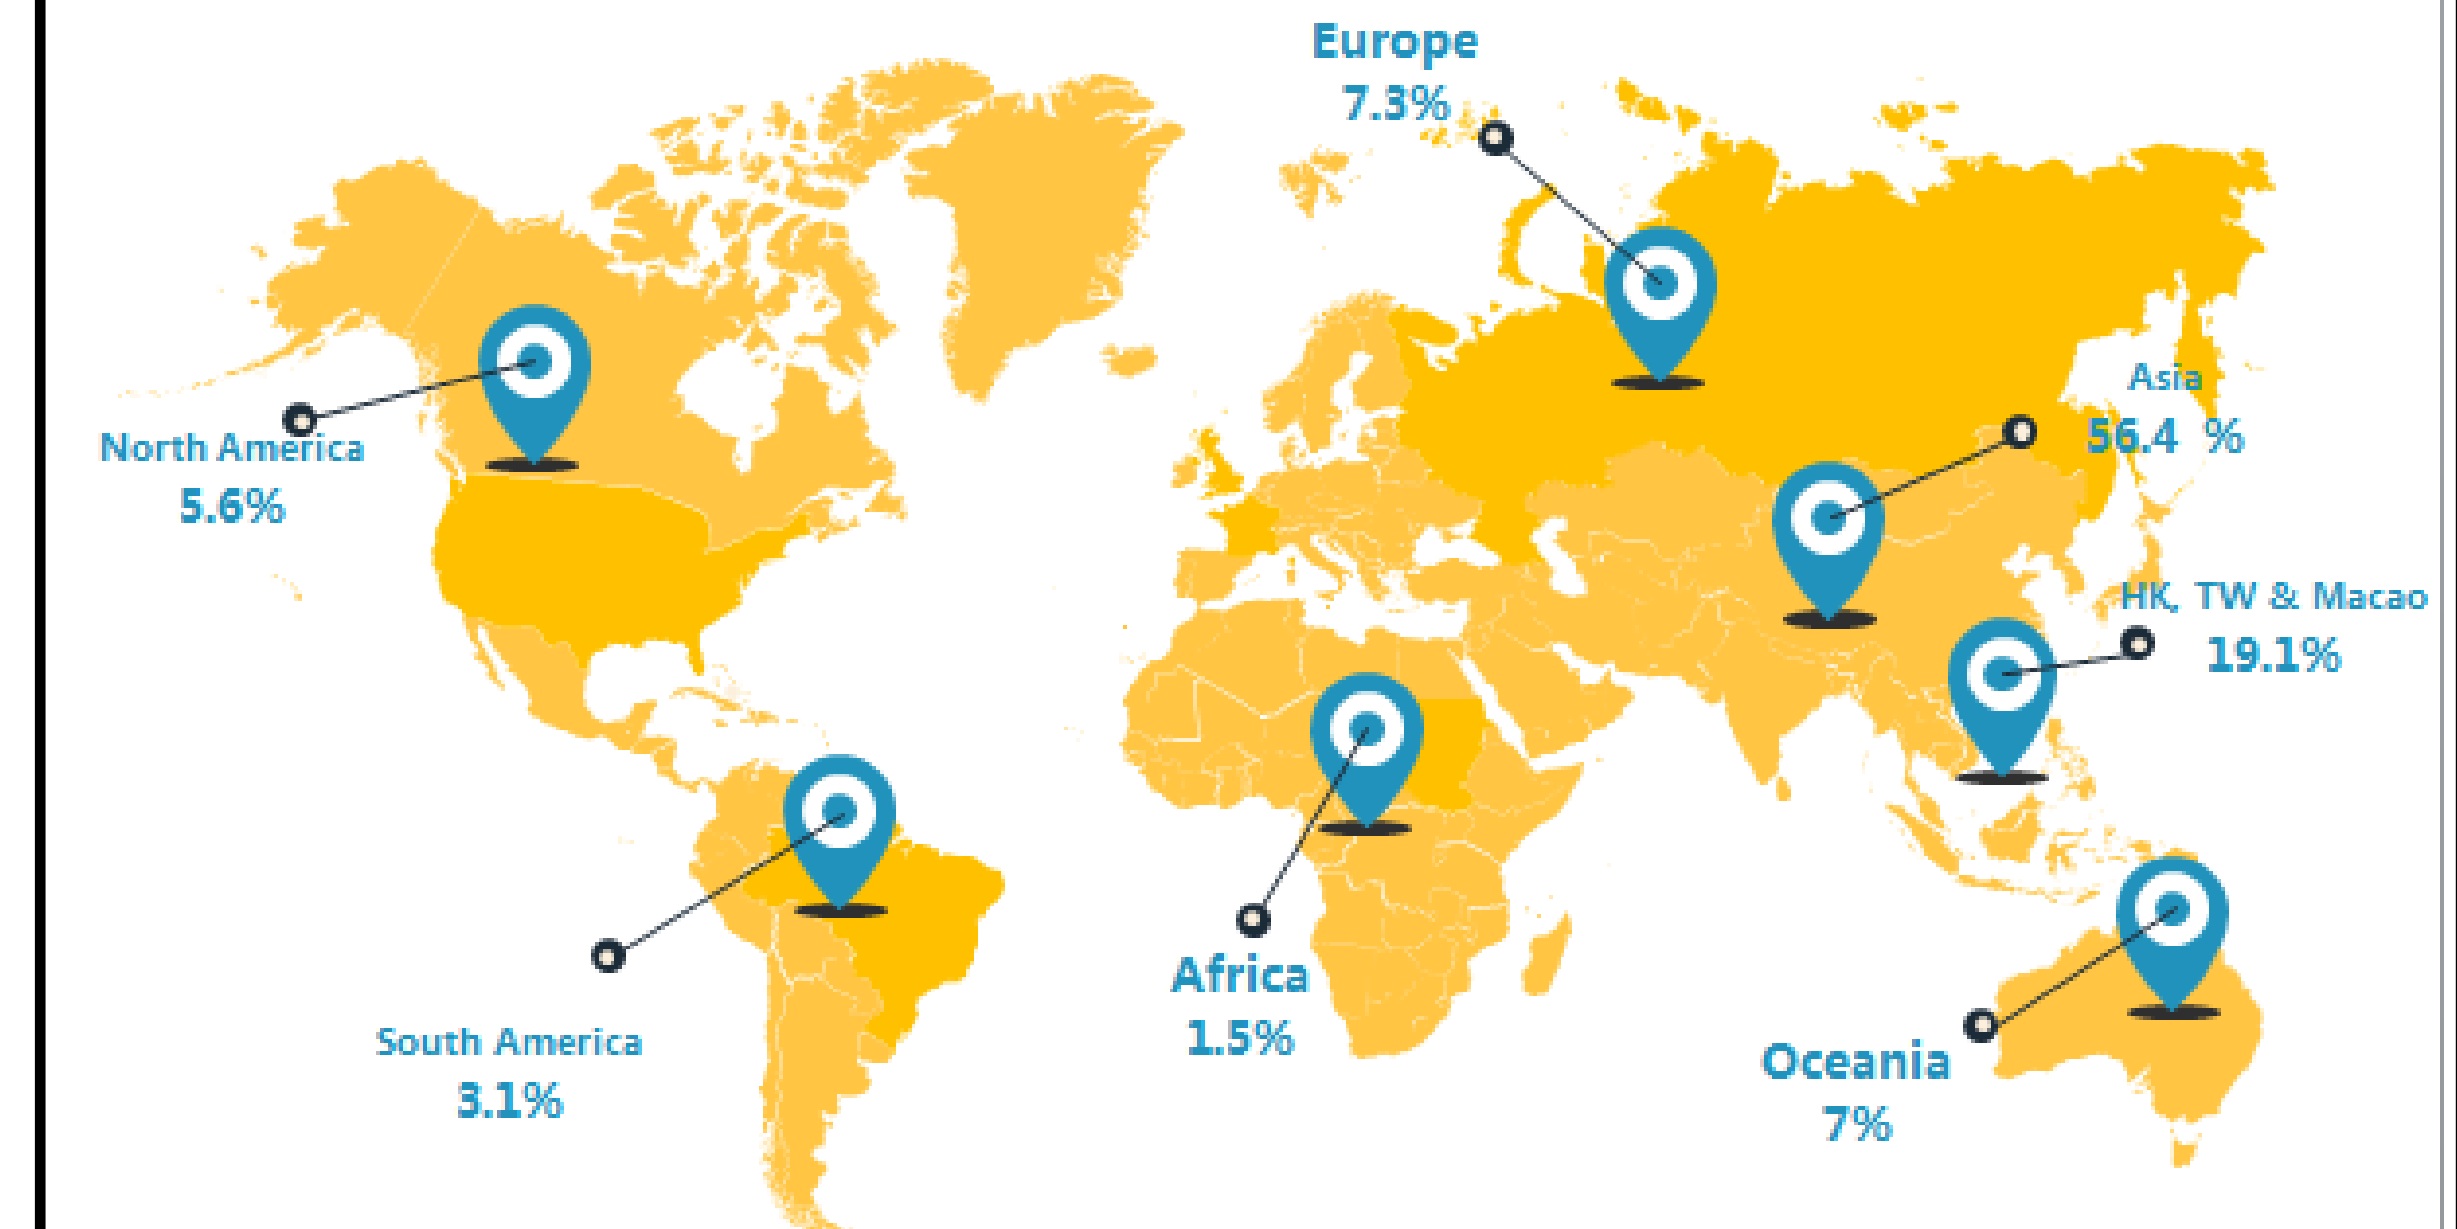 Europe
7.3%
Asia
56.4 %
North America
5.6%
HK, TW & Macao
19.1%
Africa
1.5%
South America
3.1%
Oceania
7%